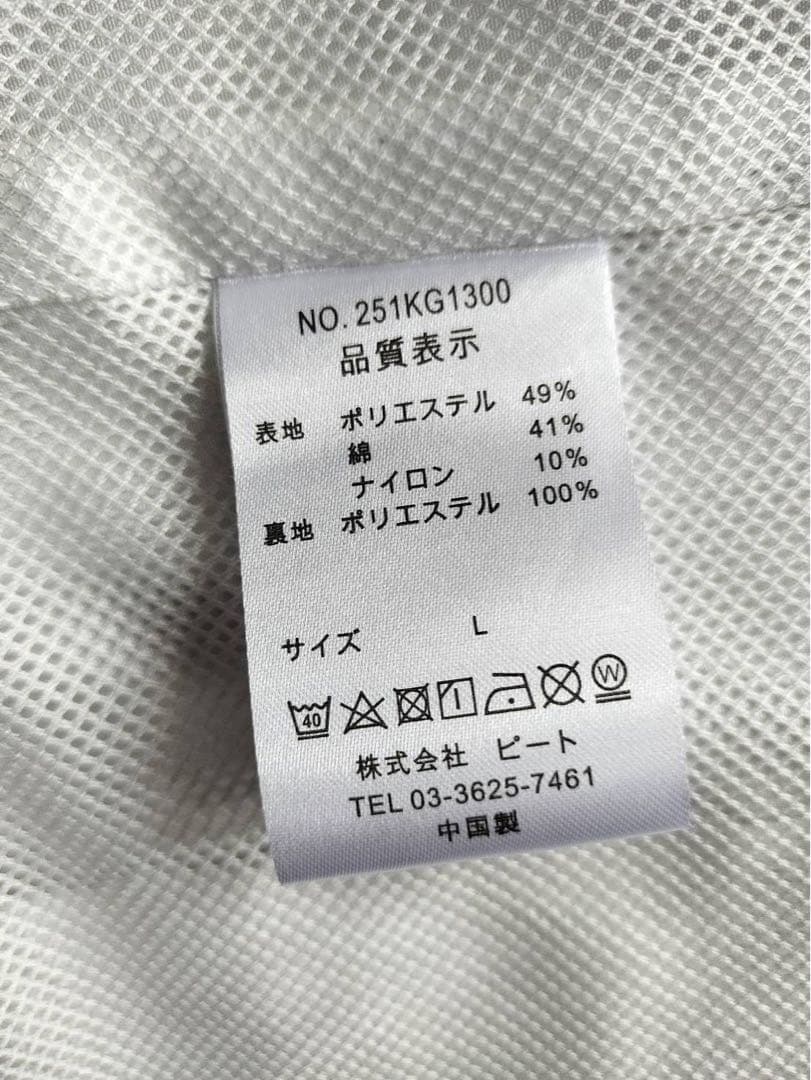 NO.251KG1300
品質表示
表地 ポリエステル 49%
綿 41%
ナイロン 10%
裏地 ポリエステル 100%
サイズ L
40 W
株式会社 ピート
TEL 03-3625-7461
中国製